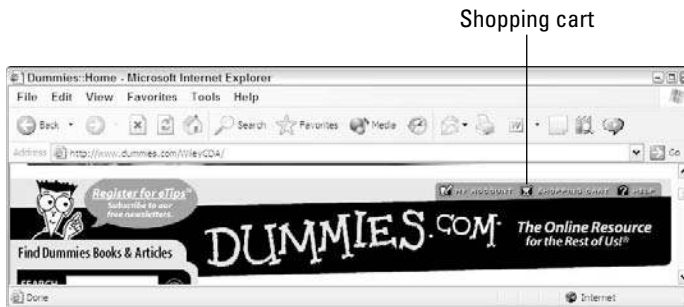 Shopping cart
Dummies::Home - Microsoft Internet Explorer
File Edit View Favorites Tools Help
Back Search Favorites Media
Address http://www.dummies.com/WileyCDA/ Go
Register for eTips
Subscribe to our
free newsletters.
MY ACCOUNT SHOPPING CART HELP
DUMMIES.COM
The Online Resource
for the Rest of Us!®
Find Dummies Books & Articles
SEARCH
Done Internet